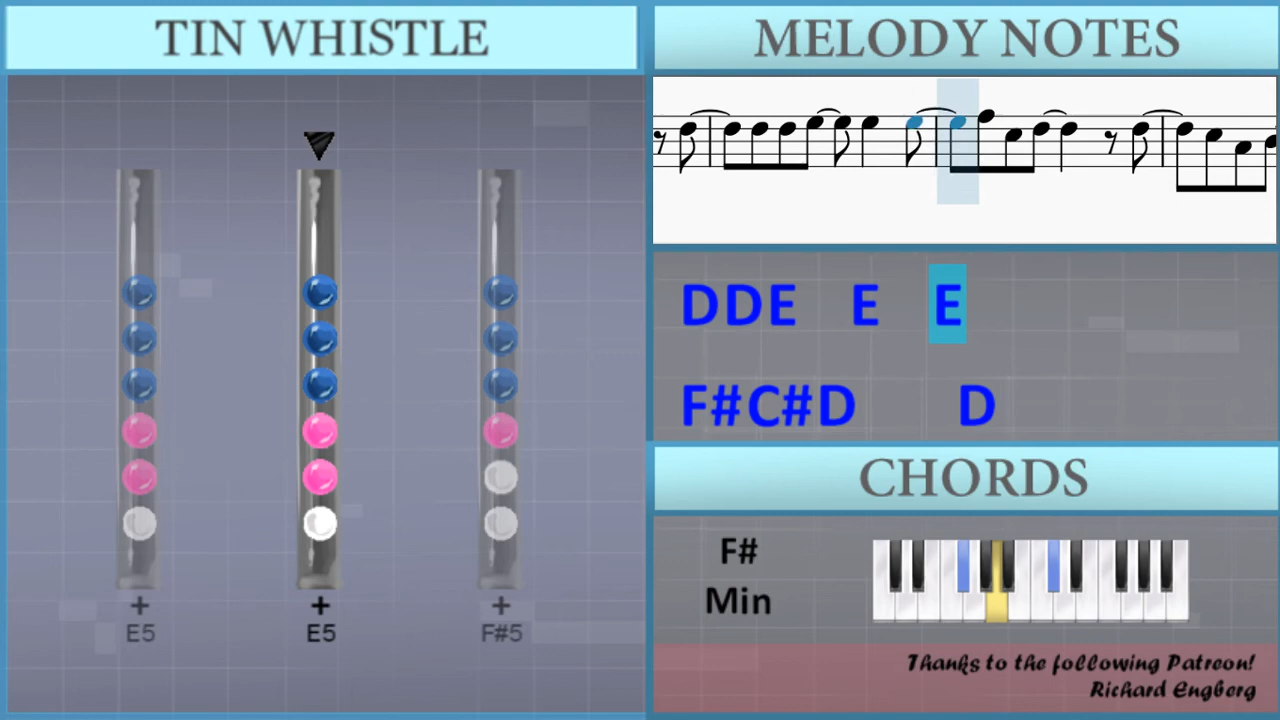 TIN WHISTLE
+
E5
+
E5
+
F#5
MELODY NOTES
DDE E E
F#C#D D
CHORDS
F#
Min
Thanks to the following Patreon!
Richard Engberg